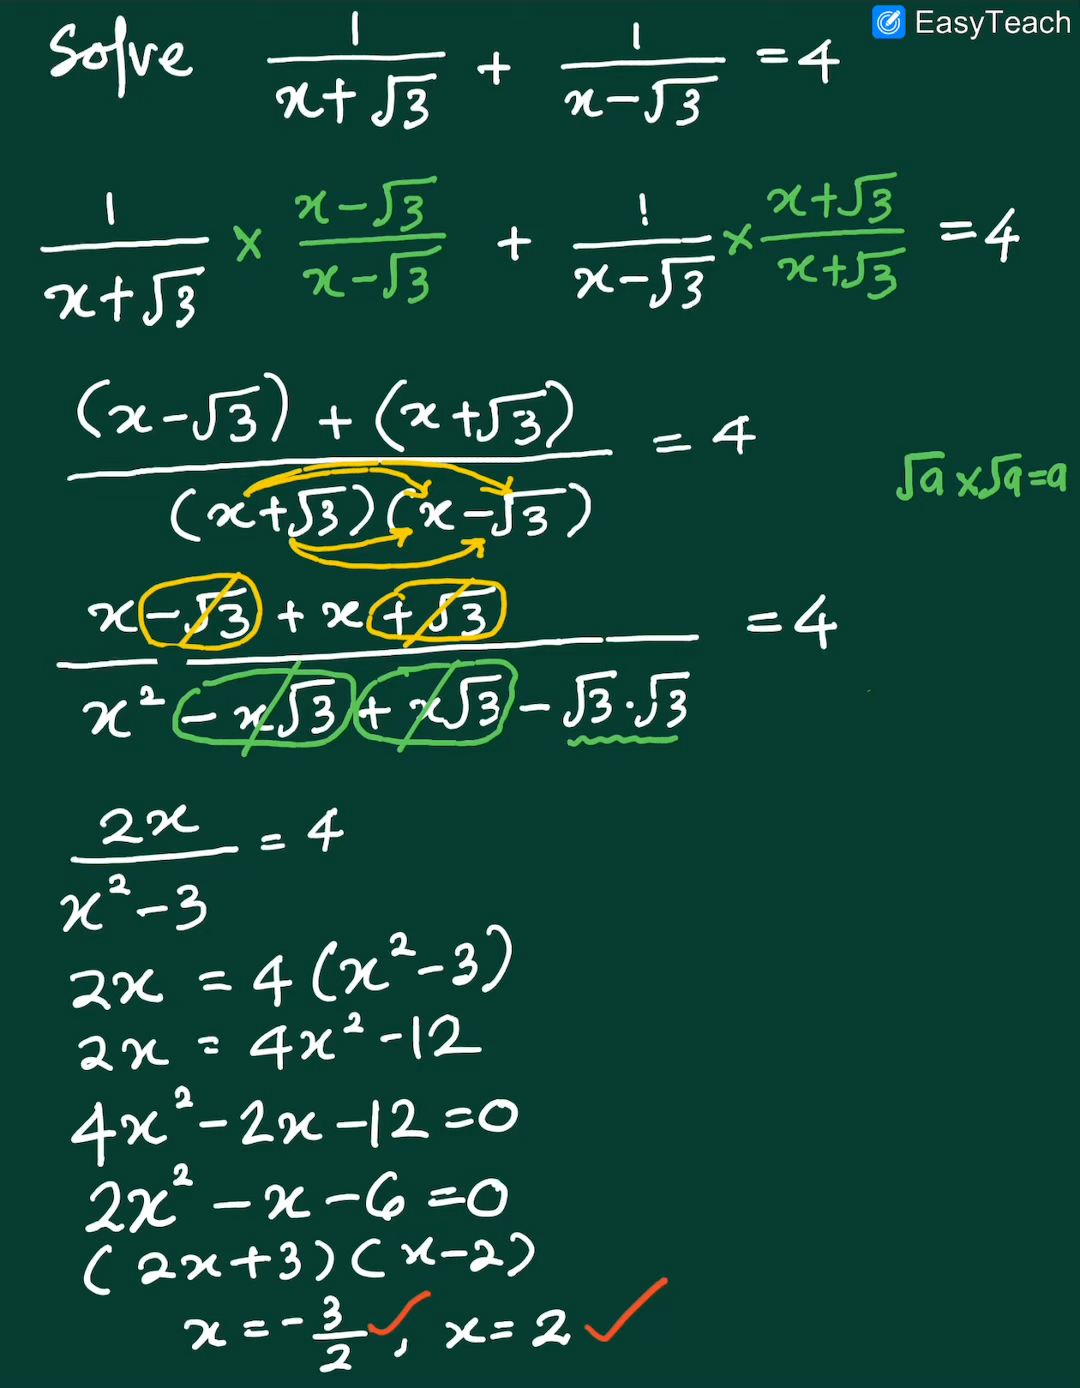 EasyTeach
Solve 1/(x+√3) + 1/(x-√3) = 4
1/(x+√3) × (x-√3)/(x-√3) + 1/(x-√3) × (x+√3)/(x+√3) = 4
((x-√3) + (x+√3))/((x+√3)(x-√3)) = 4
√a × √a = a
(x-√3 + x+√3)/(x² - x√3 + x√3 - √3·√3) = 4
2x/(x²-3) = 4
2x = 4(x²-3)
2x = 4x²-12
4x²-2x-12=0
2x²-x-6=0
(2x+3)(x-2)
x=-3/2 ✓, x=2 ✓